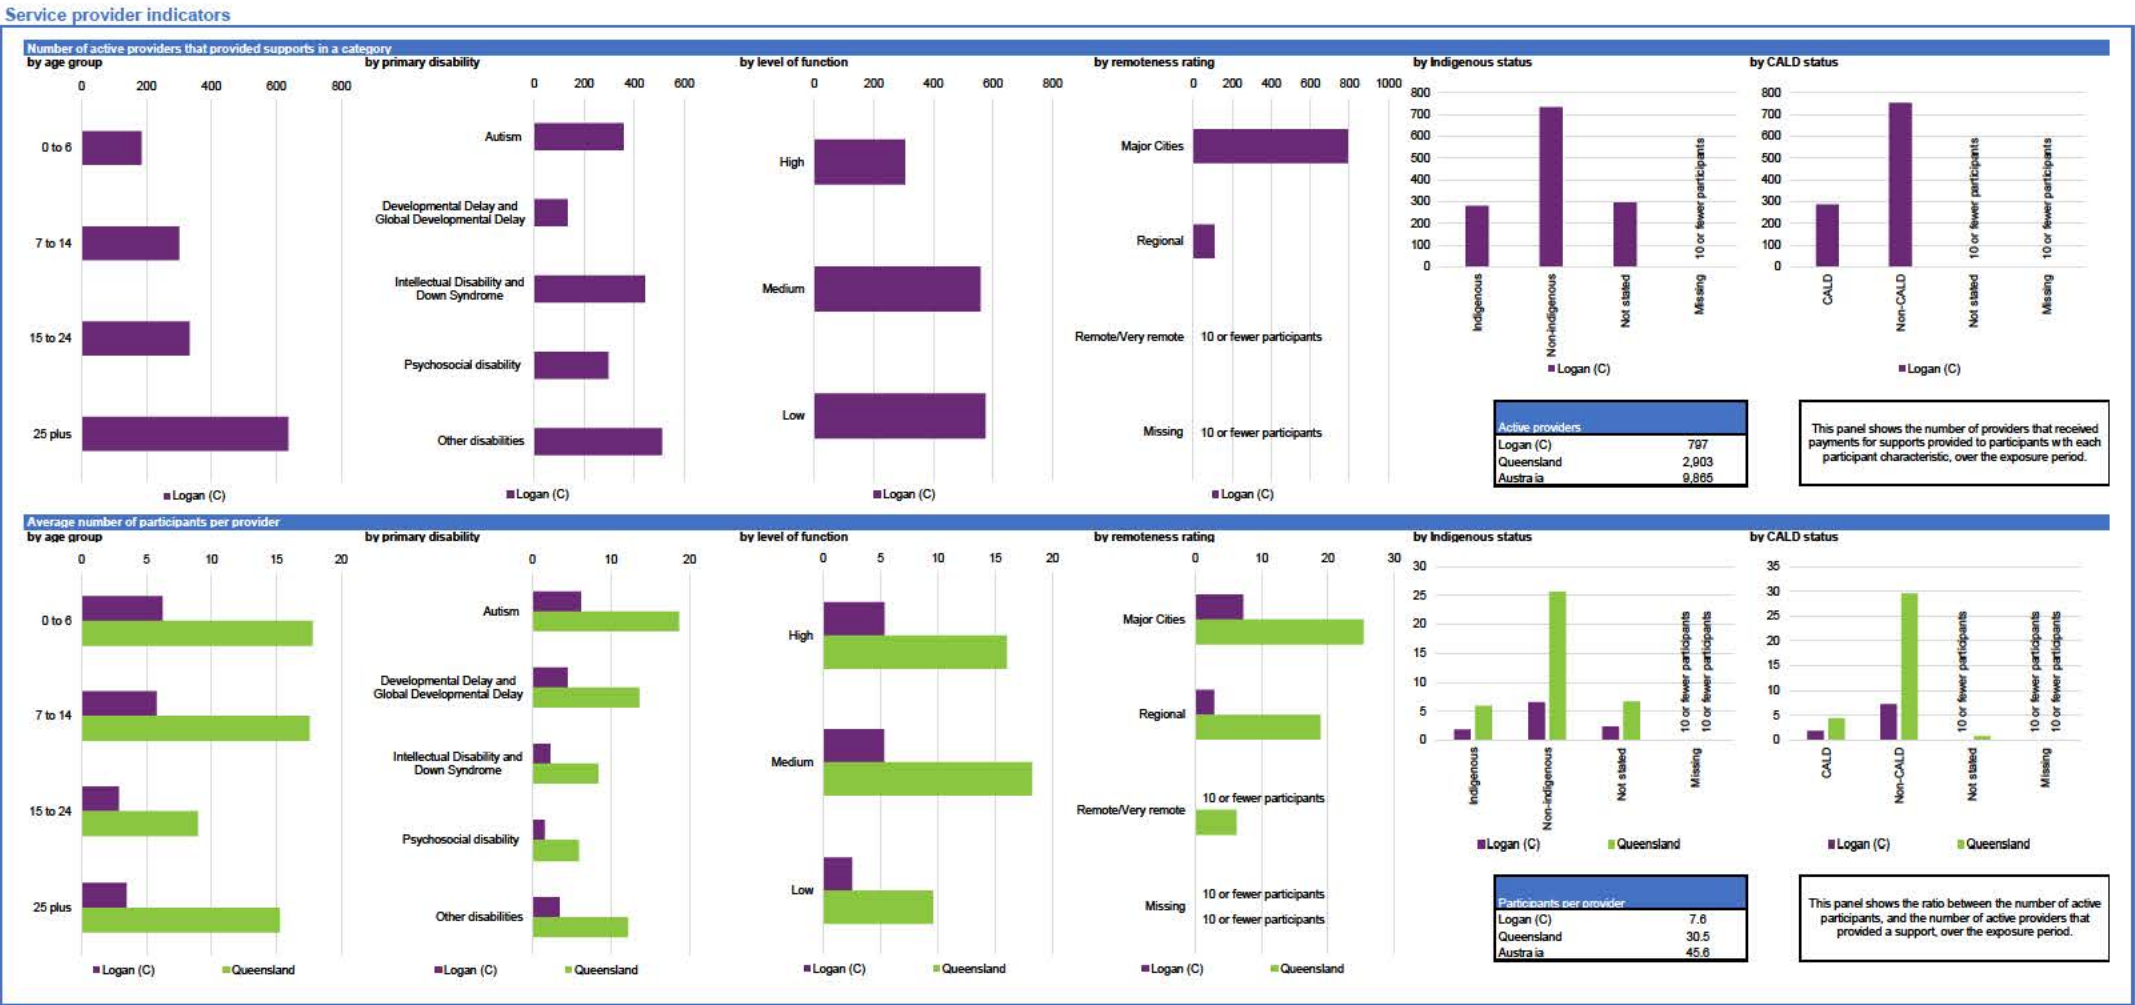 Service provider indicators
Number of active providers that provided supports in a category
by age group
0 200 400 600 800
0 to 6
7 to 14
15 to 24
25 plus
Logan (C)
by primary disability
0 200 400 600
Autism
Developmental Delay and
Global Developmental Delay
Intellectual Disability and
Down Syndrome
Psychosocial disability
Other disabilities
Logan (C)
by level of function
0 200 400 600 800
High
Medium
Low
Logan (C)
by remoteness rating
0 200 400 600 800 1000
Major Cities
Regional
Remote/Very remote 10 or fewer participants
Missing 10 or fewer participants
Logan (C)
by Indigenous status
800
700
600
500
400
300
200
100
0
10 or fewer participants
Indigenous
Non-indigenous
Not stated
Missing
Logan (C)
by CALD status
800
700
600
500
400
300
200
100
0
10 or fewer participants
10 or fewer participants
CALD
Non-CALD
Not stated
Missing
Logan (C)
Active providers
Logan (C) 797
Queensland 2,903
Austra ia 9,865
This panel shows the number of providers that received
payments for supports provided to participants w th each
participant characteristic, over the exposure period.
Average number of participants per provider
by age group
0 5 10 15 20
0 to 6
7 to 14
15 to 24
25 plus
Logan (C) Queensland
by primary disability
0 10 20
Autism
Developmental Delay and
Global Developmental Delay
Intellectual Disability and
Down Syndrome
Psychosocial disability
Other disabilities
Logan (C) Queensland
by level of function
0 5 10 15 20
High
Medium
Low
Logan (C) Queensland
by remoteness rating
0 10 20 30
Major Cities
Regional
Remote/Very remote
10 or fewer participants
Missing
10 or fewer participants
10 or fewer participants
Logan (C) Queensland
by Indigenous status
30
25
20
15
10
5
0
10 or fewer participants
10 or fewer participants
Indigenous
Non-indigenous
Not stated
Missing
Logan (C) Queensland
by CALD status
35
30
25
20
15
10
5
0
10 or fewer participants
10 or fewer participants
10 or fewer participants
CALD
Non-CALD
Not stated
Missing
Logan (C) Queensland
Participants per provider
Logan (C) 7.6
Queensland 30.5
Austra ia 45.6
This panel shows the ratio between the number of active
participants, and the number of active providers that
provided a support, over the exposure period.